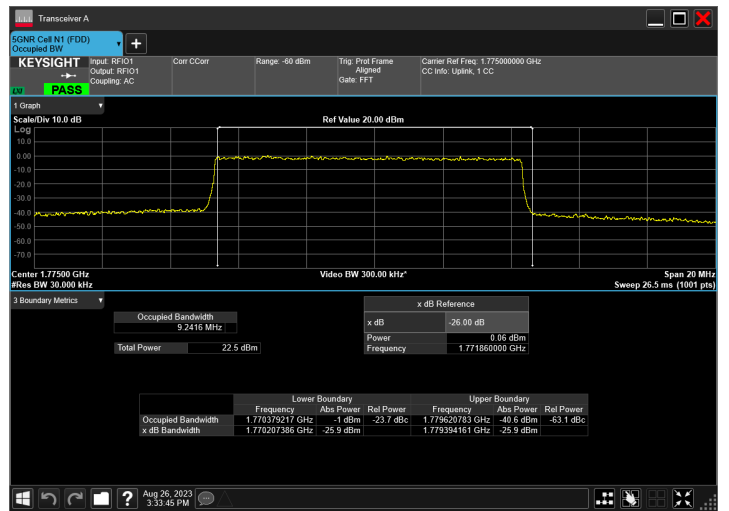 Transceiver A
5GNR Cell N1 (FDD)
Occupied BW
KEYSIGHT
Input: RFIO1
Output: RFIO1
Coupling: AC
Corr CCorr
Range: -60 dBm
Trig: Prot Frame
Aligned
Gate: FFT
Carrier Ref Freq: 1.775000000 GHz
CC Info: Uplink, 1 CC
PASS
1 Graph
Scale/Div 10.0 dB
Ref Value 20.00 dBm
Log
10.0
0.00
-10.0
-20.0
-30.0
-40.0
-50.0
-60.0
-70.0
Center 1.77500 GHz
#Res BW 30.000 kHz
Video BW 300.00 kHz*
Span 20 MHz
Sweep 26.5 ms (1001 pts)
3 Boundary Metrics
Occupied Bandwidth
9.2416 MHz
Total Power 22.5 dBm
x dB Reference
x dB -26.00 dB
Power 0.06 dBm
Frequency 1.771860000 GHz
Lower Boundary Upper Boundary
Frequency Abs Power Rel Power Frequency Abs Power Rel Power
Occupied Bandwidth 1.770379217 GHz -1 dBm -23.7 dBc 1.779620783 GHz -40.6 dBm -63.1 dBc
x dB Bandwidth 1.770207386 GHz -25.9 dBm 1.779394161 GHz -25.9 dBm
Aug 26, 2023
3:33:45 PM